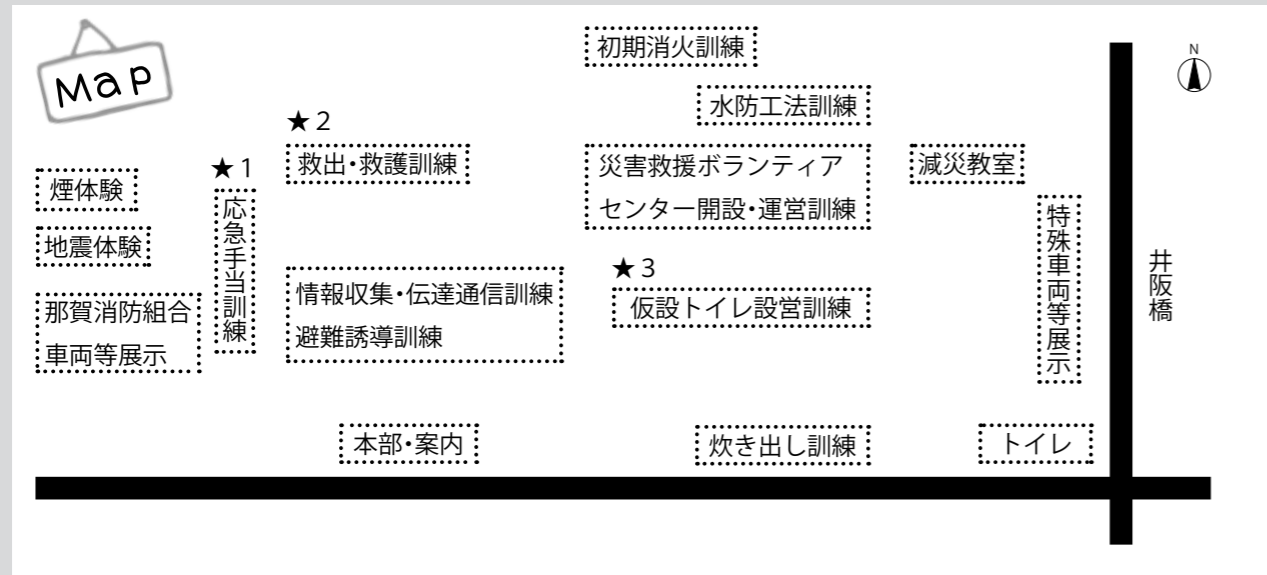 Map
N
初期消火訓練
水防工法訓練
★2
救出・救護訓練
災害救援ボランティア
センター開設・運営訓練
減災教室
★1
煙体験
地震体験
那賀消防組合
車両等展示
応急手当訓練
情報収集・伝達通信訓練
避難誘導訓練
★3
仮設トイレ設営訓練
特殊車両等展示
井阪橋
本部・案内
炊き出し訓練
トイレ